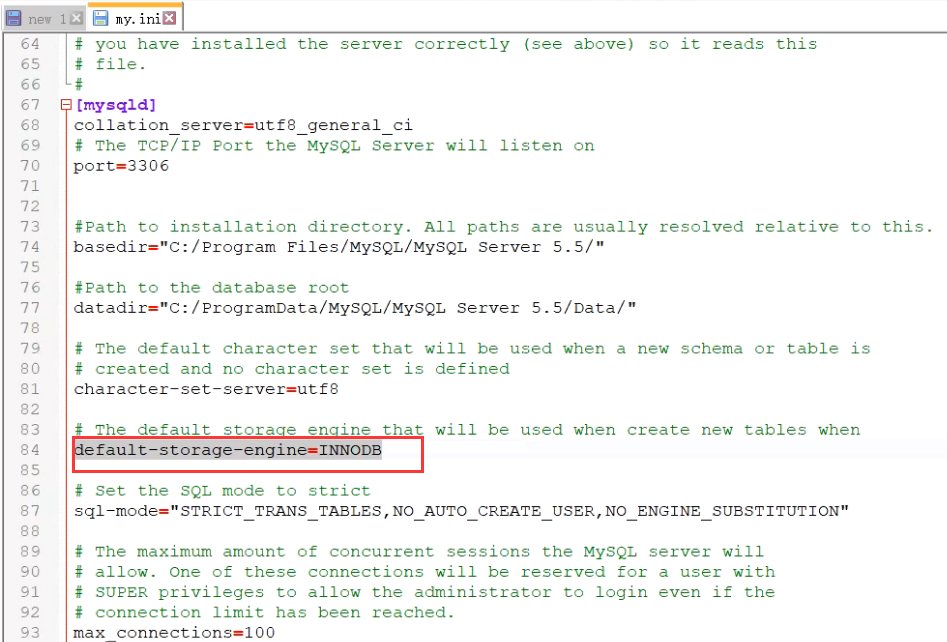 new 1 my.ini
64 # you have installed the server correctly (see above) so it reads this
65 # file.
66 #
67 [mysqld]
68 collation_server=utf8_general_ci
69 # The TCP/IP Port the MySQL Server will listen on
70 port=3306
71
72
73 #Path to installation directory. All paths are usually resolved relative to this.
74 basedir="C:/Program Files/MySQL/MySQL Server 5.5/"
75
76 #Path to the database root
77 datadir="C:/ProgramData/MySQL/MySQL Server 5.5/Data/"
78
79 # The default character set that will be used when a new schema or table is
80 # created and no character set is defined
81 character-set-server=utf8
82
83 # The default storage engine that will be used when create new tables when
84 default-storage-engine=INNODB
85
86 # Set the SQL mode to strict
87 sql-mode="STRICT_TRANS_TABLES,NO_AUTO_CREATE_USER,NO_ENGINE_SUBSTITUTION"
88
89 # The maximum amount of concurrent sessions the MySQL server will
90 # allow. One of these connections will be reserved for a user with
91 # SUPER privileges to allow the administrator to login even if the
92 # connection limit has been reached.
93 max_connections=100